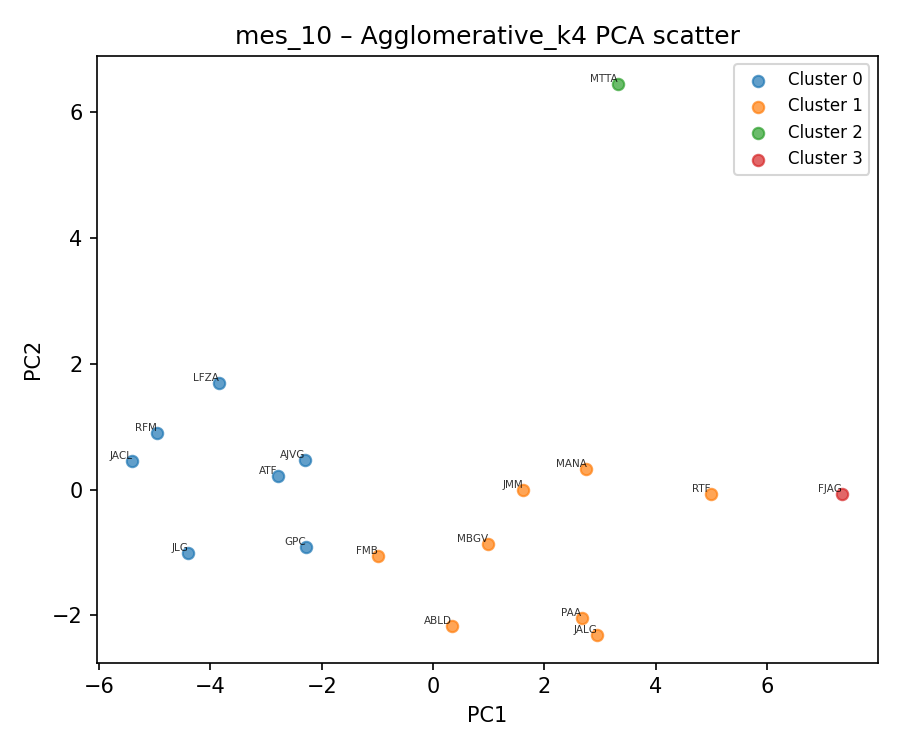 mes_10 – Agglomerative_k4 PCA scatter
MTTA
Cluster 0
Cluster 1
Cluster 2
Cluster 3
6
4
2
0
−2
PC2
LFZA
RFM
JACL
AJVG
ATF
JLG
GPC
FMB
ABLD
MBGV
JMM
MANA
PAA
JALG
RTF
FJAG
−6
−4
−2
0
2
4
6
PC1